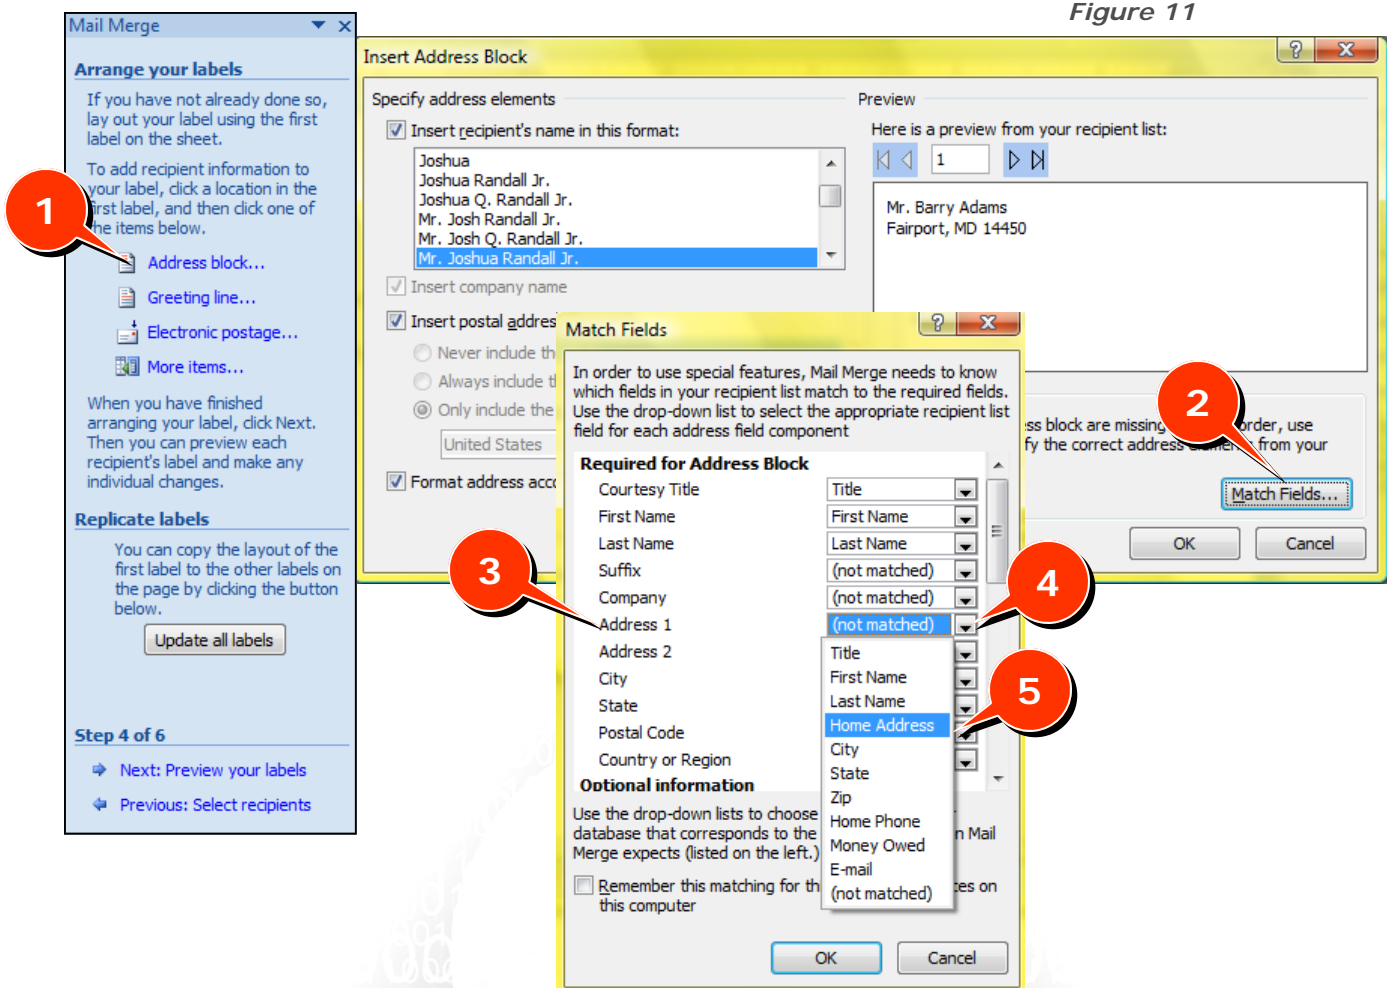 Figure 11
Mail Merge
Arrange your labels
If you have not already done so,
lay out your label using the first
label on the sheet.
To add recipient information to
your label, click a location in the
first label, and then click one of
the items below.
1
Address block...
Greeting line...
Electronic postage...
More items...
When you have finished
arranging your label, click Next.
Then you can preview each
recipient's label and make any
individual changes.
Replicate labels
You can copy the layout of the
first label to the other labels on
the page by clicking the button
below.
Update all labels
Step 4 of 6
Next: Preview your labels
Previous: Select recipients
Insert Address Block
Specify address elements
Insert recipient's name in this format:
Joshua
Joshua Randall Jr.
Joshua Q. Randall Jr.
Mr. Josh Randall Jr.
Mr. Josh Q. Randall Jr.
Mr. Joshua Randall Jr.
Insert company name
Insert postal addres
Never include th
Always include t
Only include the
United States
Format address acco
Preview
Here is a preview from your recipient list:
1
Mr. Barry Adams
Fairport, MD 14450
2
ss block are missing order, use
fy the correct address elements from your
Match Fields...
OK
Cancel
Match Fields
In order to use special features, Mail Merge needs to know
which fields in your recipient list match to the required fields.
Use the drop-down list to select the appropriate recipient list
field for each address field component
Required for Address Block
Courtesy Title Title
First Name First Name
Last Name Last Name
Suffix (not matched)
Company (not matched)
3
Address 1 (not matched)
4
Address 2
City
State
Postal Code
Country or Region
Optional information
Title
First Name
Last Name
Home Address
5
City
State
Zip
Home Phone
Money Owed
E-mail
(not matched)
Use the drop-down lists to choose
database that corresponds to the n Mail
Merge expects (listed on the left.)
Remember this matching for th ces on
this computer
OK
Cancel